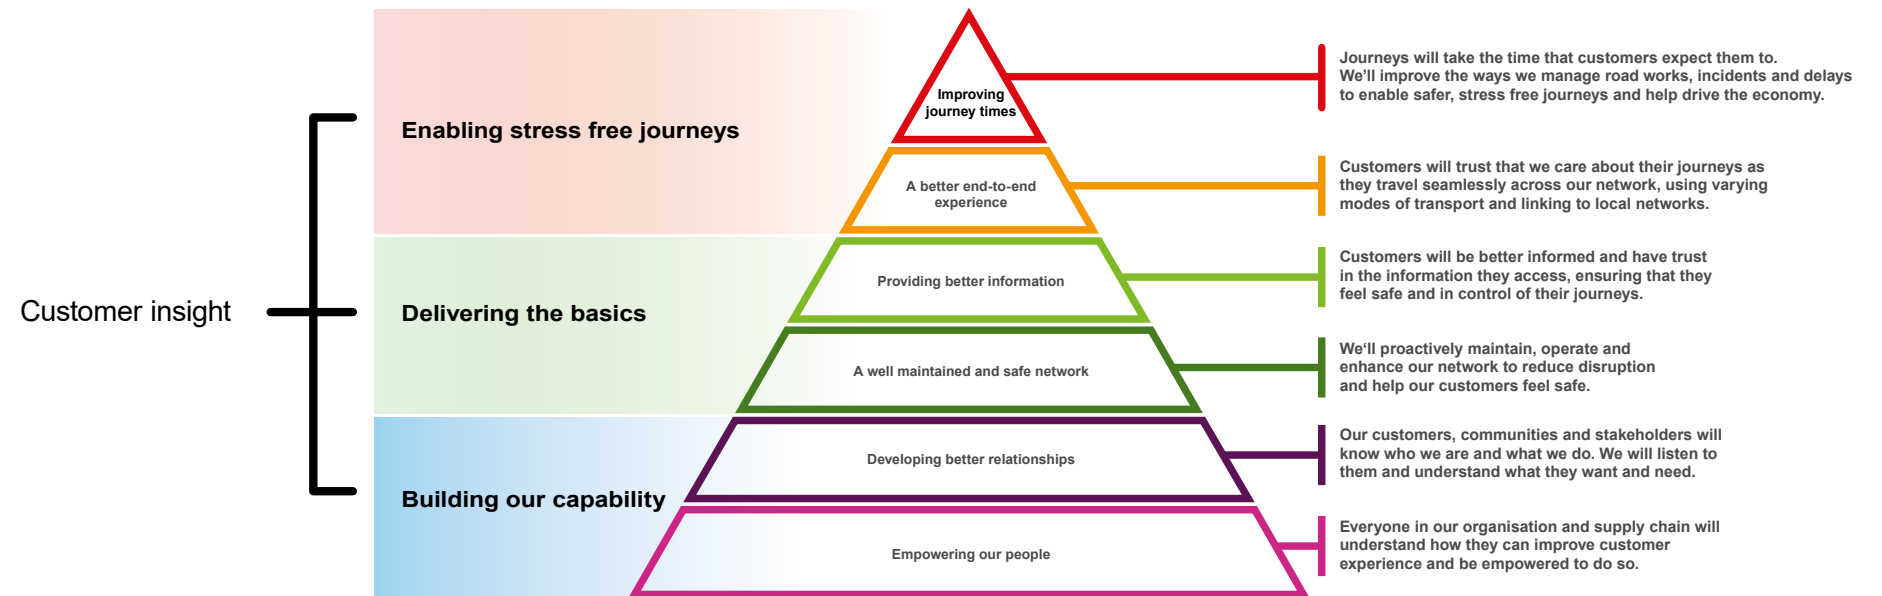 Customer insight
Enabling stress free journeys
Improving
journey times
Journeys will take the time that customers expect them to.
We’ll improve the ways we manage road works, incidents and delays
to enable safer, stress free journeys and help drive the economy.
A better end-to-end
experience
Customers will trust that we care about their journeys as
they travel seamlessly across our network, using varying
modes of transport and linking to local networks.
Delivering the basics
Providing better information
Customers will be better informed and have trust
in the information they access, ensuring that they
feel safe and in control of their journeys.
A well maintained and safe network
We‘ll proactively maintain, operate and
enhance our network to reduce disruption
and help our customers feel safe.
Building our capability
Developing better relationships
Our customers, communities and stakeholders will
know who we are and what we do. We will listen to
them and understand what they want and need.
Empowering our people
Everyone in our organisation and supply chain will
understand how they can improve customer
experience and be empowered to do so.